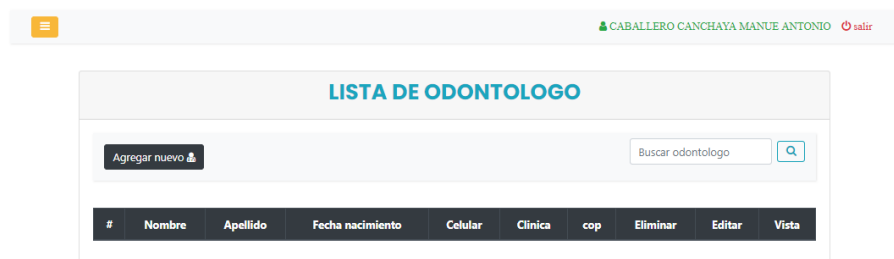 CABALLERO CANCHAYA MANUE ANTONIO salir
LISTA DE ODONTOLOGO
Agregar nuevo Buscar odontologo
# Nombre Apellido Fecha nacimiento Celular Clinica cop Eliminar Editar Vista